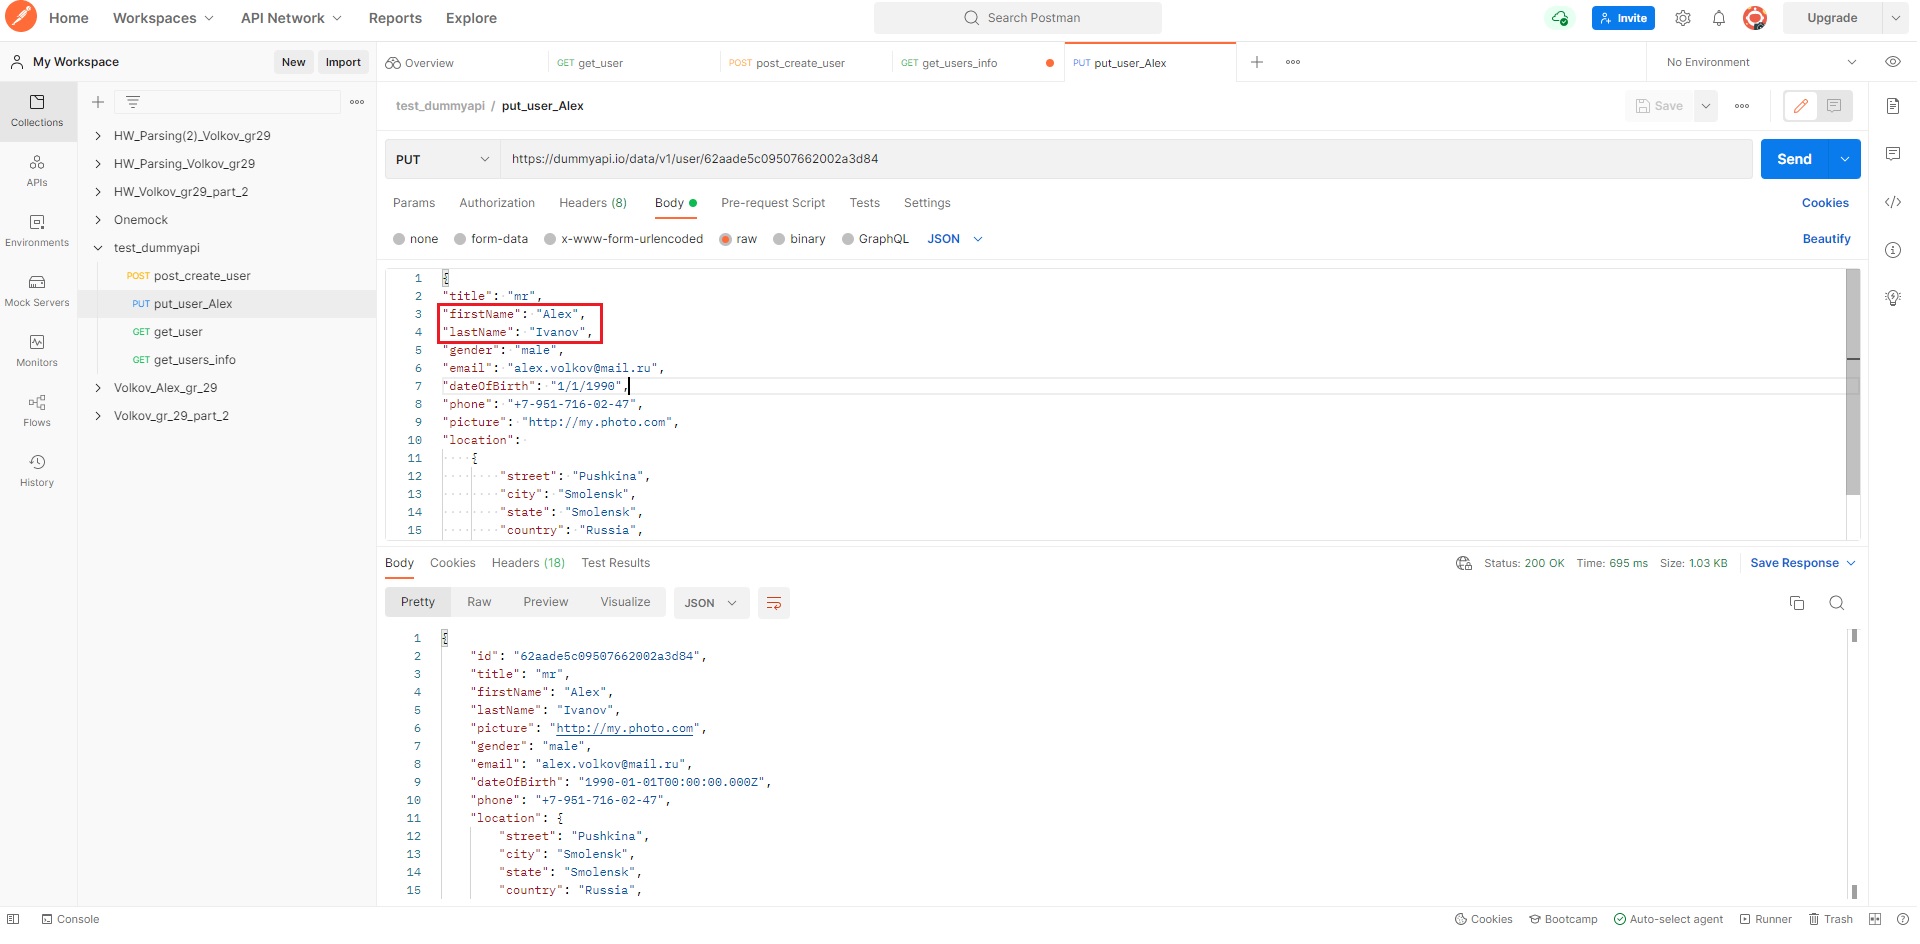 Home Workspaces API Network Reports Explore Search Postman Invite Upgrade
My Workspace New Import Overview GET get_user POST post_create_user GET get_users_info PUT put_user_Alex No Environment
Collections
APIs
Environments
Mock Servers
Monitors
Flows
History
HW_Parsing(2)_Volkov_gr29
HW_Parsing_Volkov_gr29
HW_Volkov_gr29_part_2
Onemock
test_dummyapi
POST post_create_user
PUT put_user_Alex
GET get_user
GET get_users_info
Volkov_Alex_gr_29
Volkov_gr_29_part_2
test_dummyapi / put_user_Alex Save
PUT https://dummyapi.io/data/v1/user/62aade5c09507662002a3d84 Send
Params Authorization Headers (8) Body Pre-request Script Tests Settings Cookies
none form-data x-www-form-urlencoded raw binary GraphQL JSON Beautify
1 {
2 "title": "mr",
3 "firstName": "Alex",
4 "lastName": "Ivanov",
5 "gender": "male",
6 "email": "alex.volkov@mail.ru",
7 "dateOfBirth": "1/1/1990",
8 "phone": "+7-951-716-02-47",
9 "picture": "http://my.photo.com",
10 "location":
11 {
12 "street": "Pushkina",
13 "city": "Smolensk",
14 "state": "Smolensk",
15 "country": "Russia",
Body Cookies Headers (18) Test Results Status: 200 OK Time: 695 ms Size: 1.03 KB Save Response
Pretty Raw Preview Visualize JSON
1 {
2 "id": "62aade5c09507662002a3d84",
3 "title": "mr",
4 "firstName": "Alex",
5 "lastName": "Ivanov",
6 "picture": "http://my.photo.com",
7 "gender": "male",
8 "email": "alex.volkov@mail.ru",
9 "dateOfBirth": "1990-01-01T00:00:00.000Z",
10 "phone": "+7-951-716-02-47",
11 "location": {
12 "street": "Pushkina",
13 "city": "Smolensk",
14 "state": "Smolensk",
15 "country": "Russia",
Console Cookies Bootcamp Auto-select agent Runner Trash